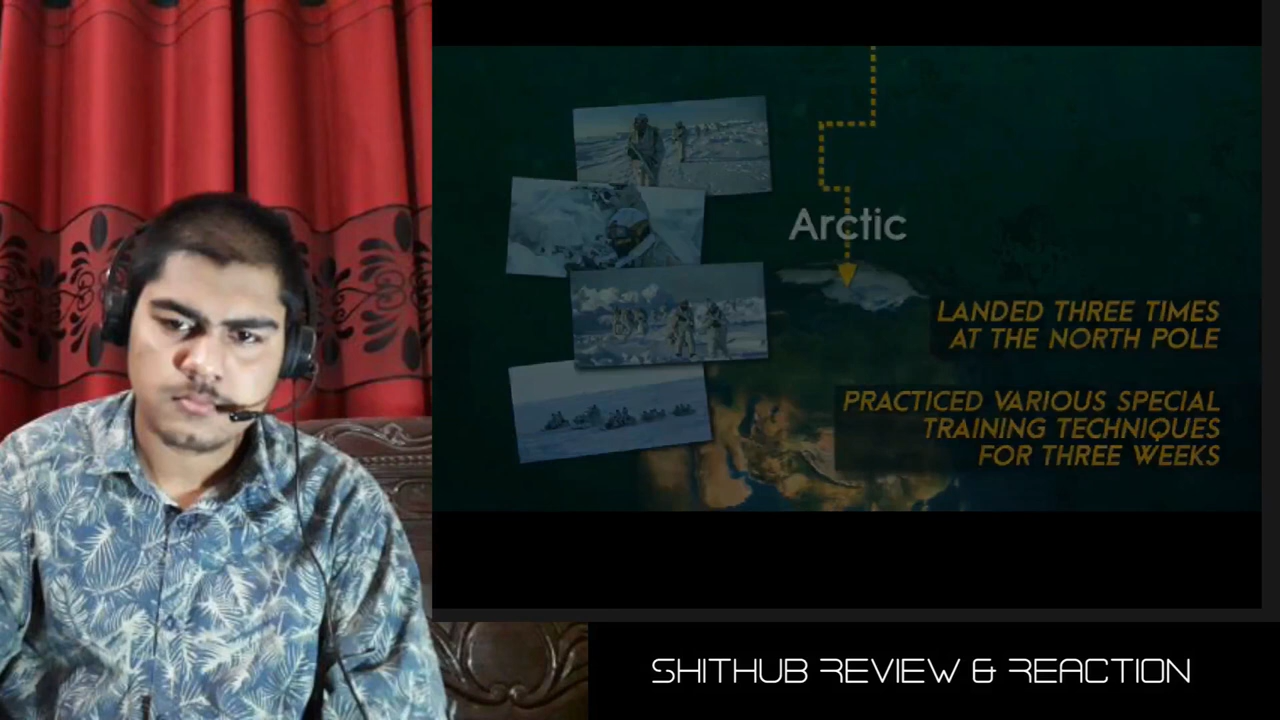 Arctic
LANDED THREE TIMES
AT THE NORTH POLE
PRACTICED VARIOUS SPECIAL
TRAINING TECHNIQUES
FOR THREE WEEKS
SHITHUB REVIEW & REACTION